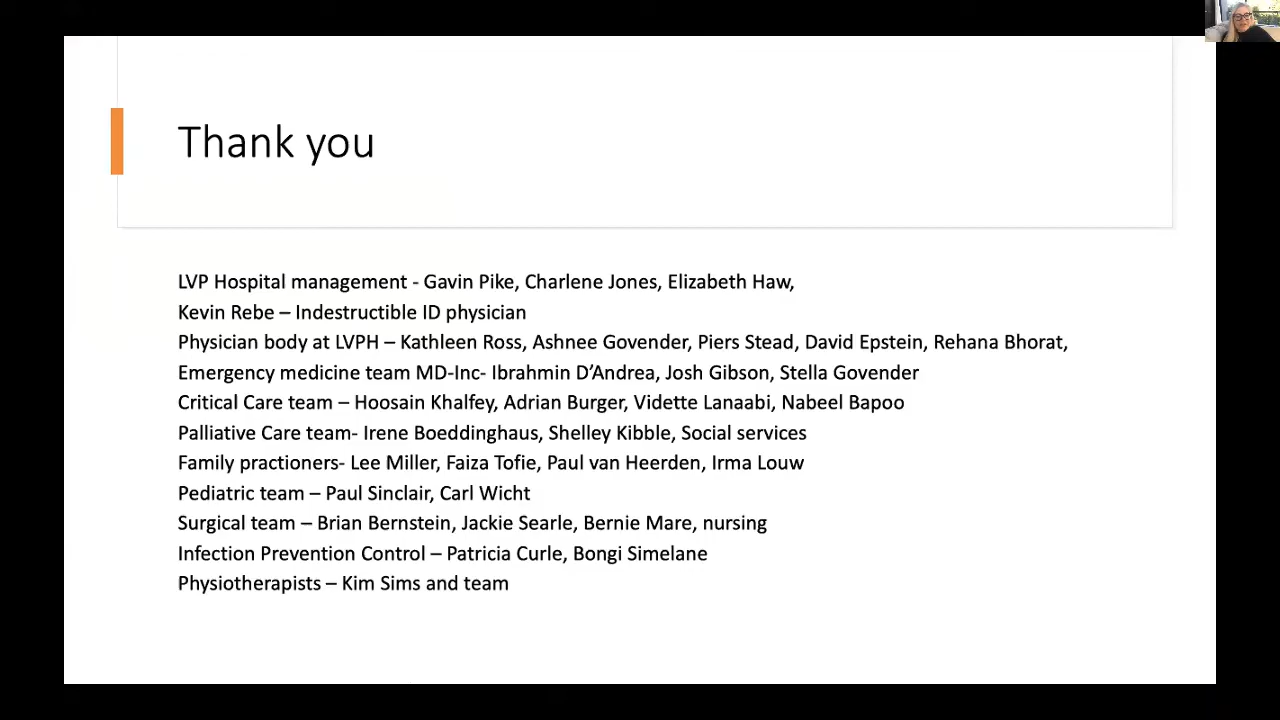 Thank you
LVP Hospital management - Gavin Pike, Charlene Jones, Elizabeth Haw,
Kevin Rebe – Indestructible ID physician
Physician body at LVPH – Kathleen Ross, Ashnee Govender, Piers Stead, David Epstein, Rehana Bhorat,
Emergency medicine team MD-Inc- Ibrahmin D’Andrea, Josh Gibson, Stella Govender
Critical Care team – Hoosain Khalfey, Adrian Burger, Vidette Lanaabi, Nabeel Bapoo
Palliative Care team- Irene Boeddinghaus, Shelley Kibble, Social services
Family practioners- Lee Miller, Faiza Tofie, Paul van Heerden, Irma Louw
Pediatric team – Paul Sinclair, Carl Wicht
Surgical team – Brian Bernstein, Jackie Searle, Bernie Mare, nursing
Infection Prevention Control – Patricia Curle, Bongi Simelane
Physiotherapists – Kim Sims and team